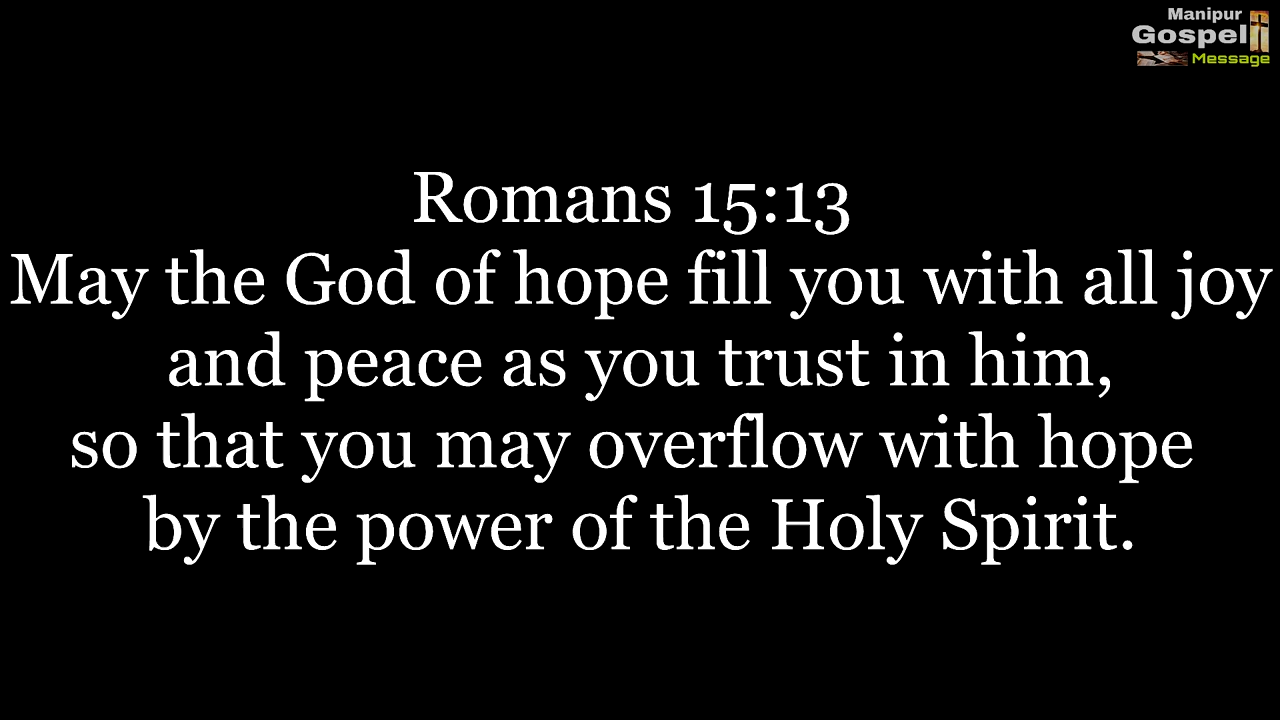 Manipur
Gospel
Message
Romans 15:13
May the God of hope fill you with all joy
and peace as you trust in him,
so that you may overflow with hope
by the power of the Holy Spirit.